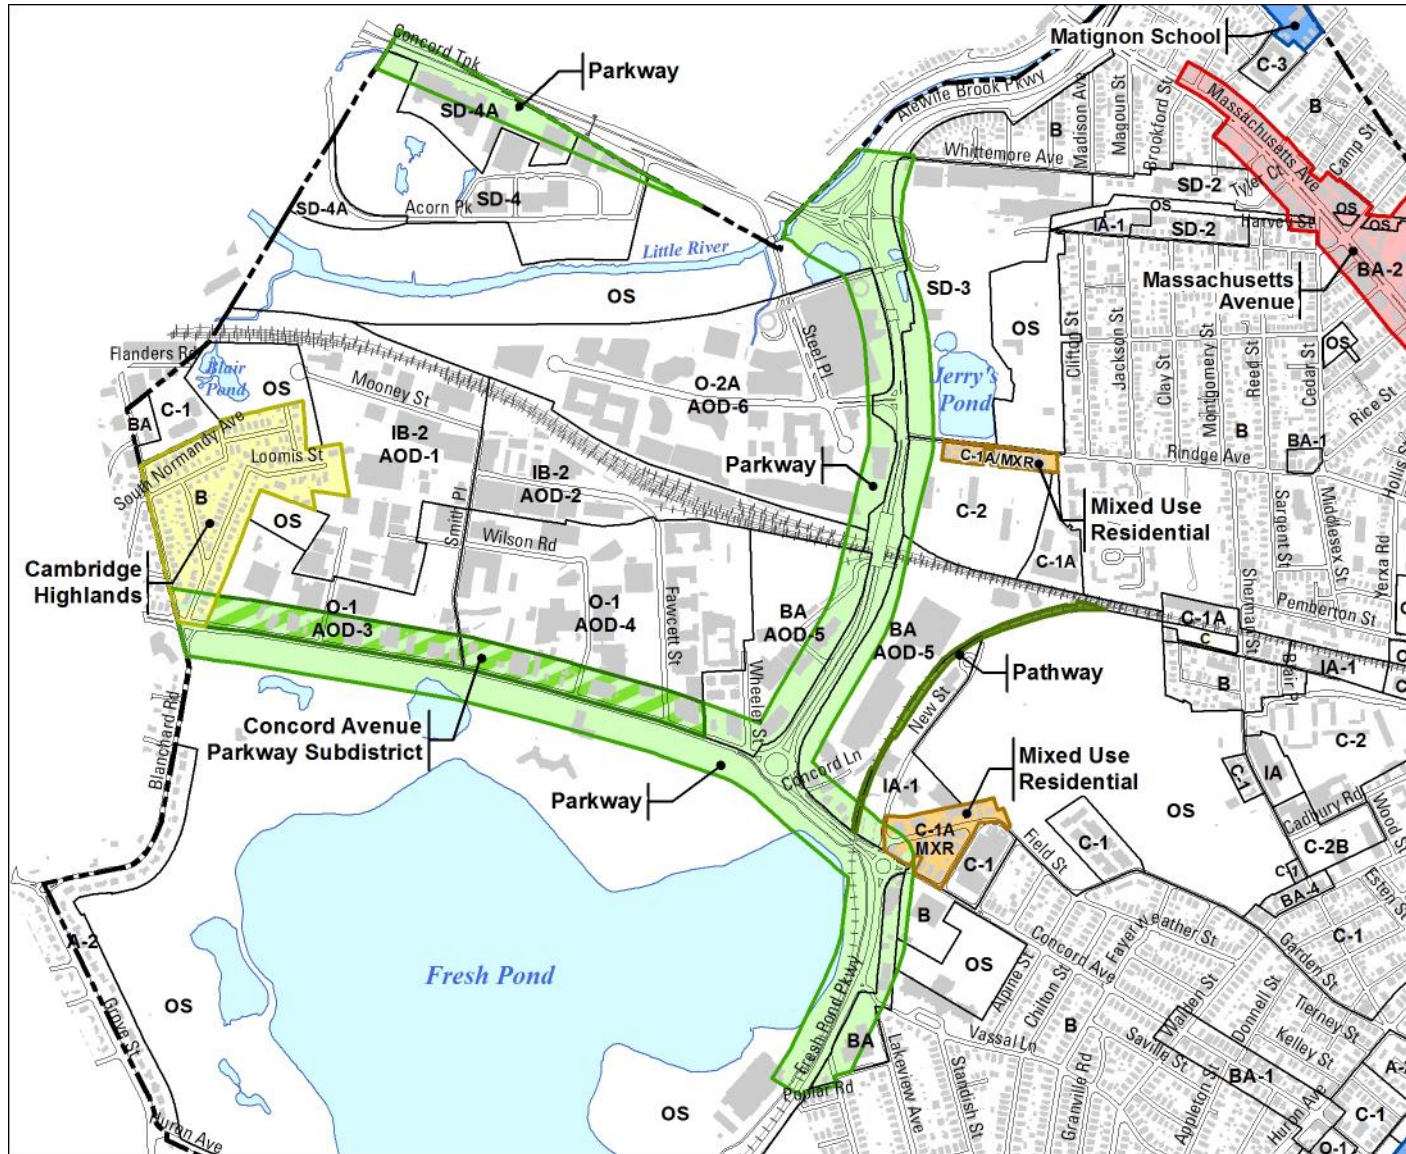 Concord Tpk
Parkway
Matignon School
C-3
Alewife Brook Pkwy
Madison Ave
Magoun St
Brookford St
Massachusetts Ave
B
B
Camp St
SD-4A
Whittemore Ave
SD-2
OS
OS
SD-4A
Acorn Pk
SD-4
OS
IA-1
SD-2
Harvey St
Little River
Massachusetts
Avenue
BA-2
OS
SD-3
OS
Clifton St
Jackson St
Clay St
Montgomery St
Reed St
Cedar St
OS
Rice St
Steel Pl
Flanders Rd
Blair
Pond
OS
Mooney St
O-2A
AOD-6
Jerry's
Pond
BA
C-1
South Normandy Ave
Loomis St
IB-2
AOD-1
B
BA-1
Rindge Ave
Parkway
C-1A/MXR
IB-2
AOD-2
B
OS
Smith Pl
Wilson Rd
C-2
Mixed Use
Residential
Sargent St
Middlesex St
Yerxa Rd
Cambridge
Highlands
C-1A
Sherman St
Pemberton St
O-1
AOD-3
O-1
AOD-4
Fawcett St
BA
AOD-5
BA
AOD-5
C-1A
C
IA-1
B
Blair Pl
Pathway
Wheeler St
New St
Concord Avenue
Parkway Subdistrict
Blanchard Rd
C-2
Mixed Use
Residential
Concord Ln
IA-1
C-1
IA
Cadbury Rd
Wood St
Parkway
OS
C-1A
MXR
C-1
Field St
C-1
C-2B
C-1
BA-4
Esten St
B
Fayerweather St
Garden St
C-1
A-2
Concord Ave
Fresh Pond
OS
Alpine St
Chilton St
Walden St
Donnell St
Tierney St
OS
Grove St
Fresh Pond Pkwy
B
Vassal Ln
Saville St
Kelley St
BA
Lakeview Ave
Standish St
Granville Rd
Appleton St
BA-1
Huron Ave
Poplar Rd
OS
C-1
O-1
Huron Ave